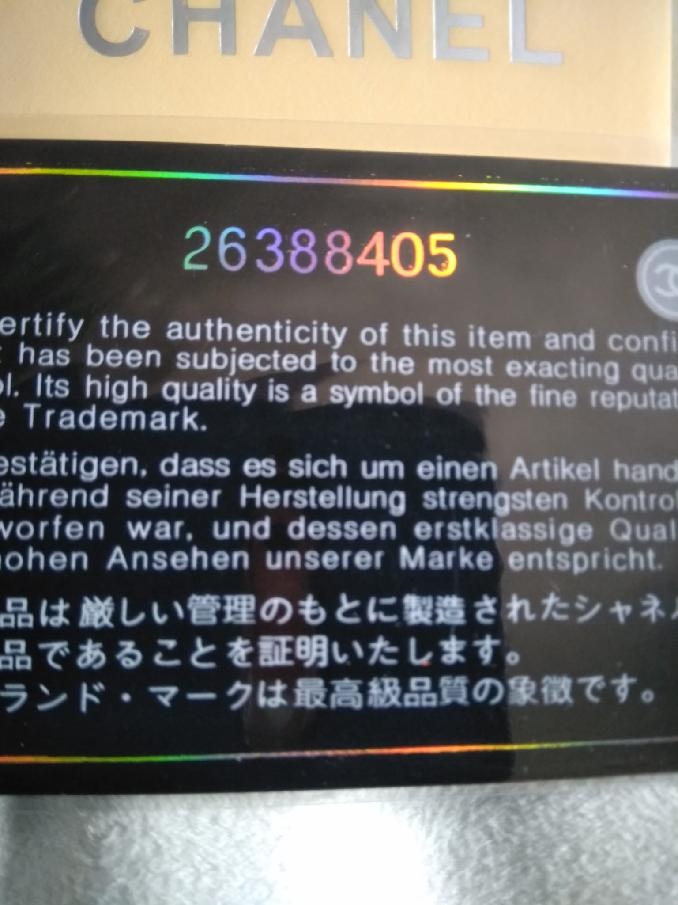 CHANEL
26388405
ertify the authenticity of this item and confi
has been subjected to the most exacting qua
ol. Its high quality is a symbol of the fine reputat
e Trademark.
estätigen, dass es sich um einen Artikel hand
ährend seiner Herstellung strengsten Kontrol
worfen war, und dessen erstklassige Qual
hohen Ansehen unserer Marke entspricht.
品は厳しい管理のもとに製造されたシャネル
品であることを証明いたします。
ランド・マークは最高級品質の象徴です。